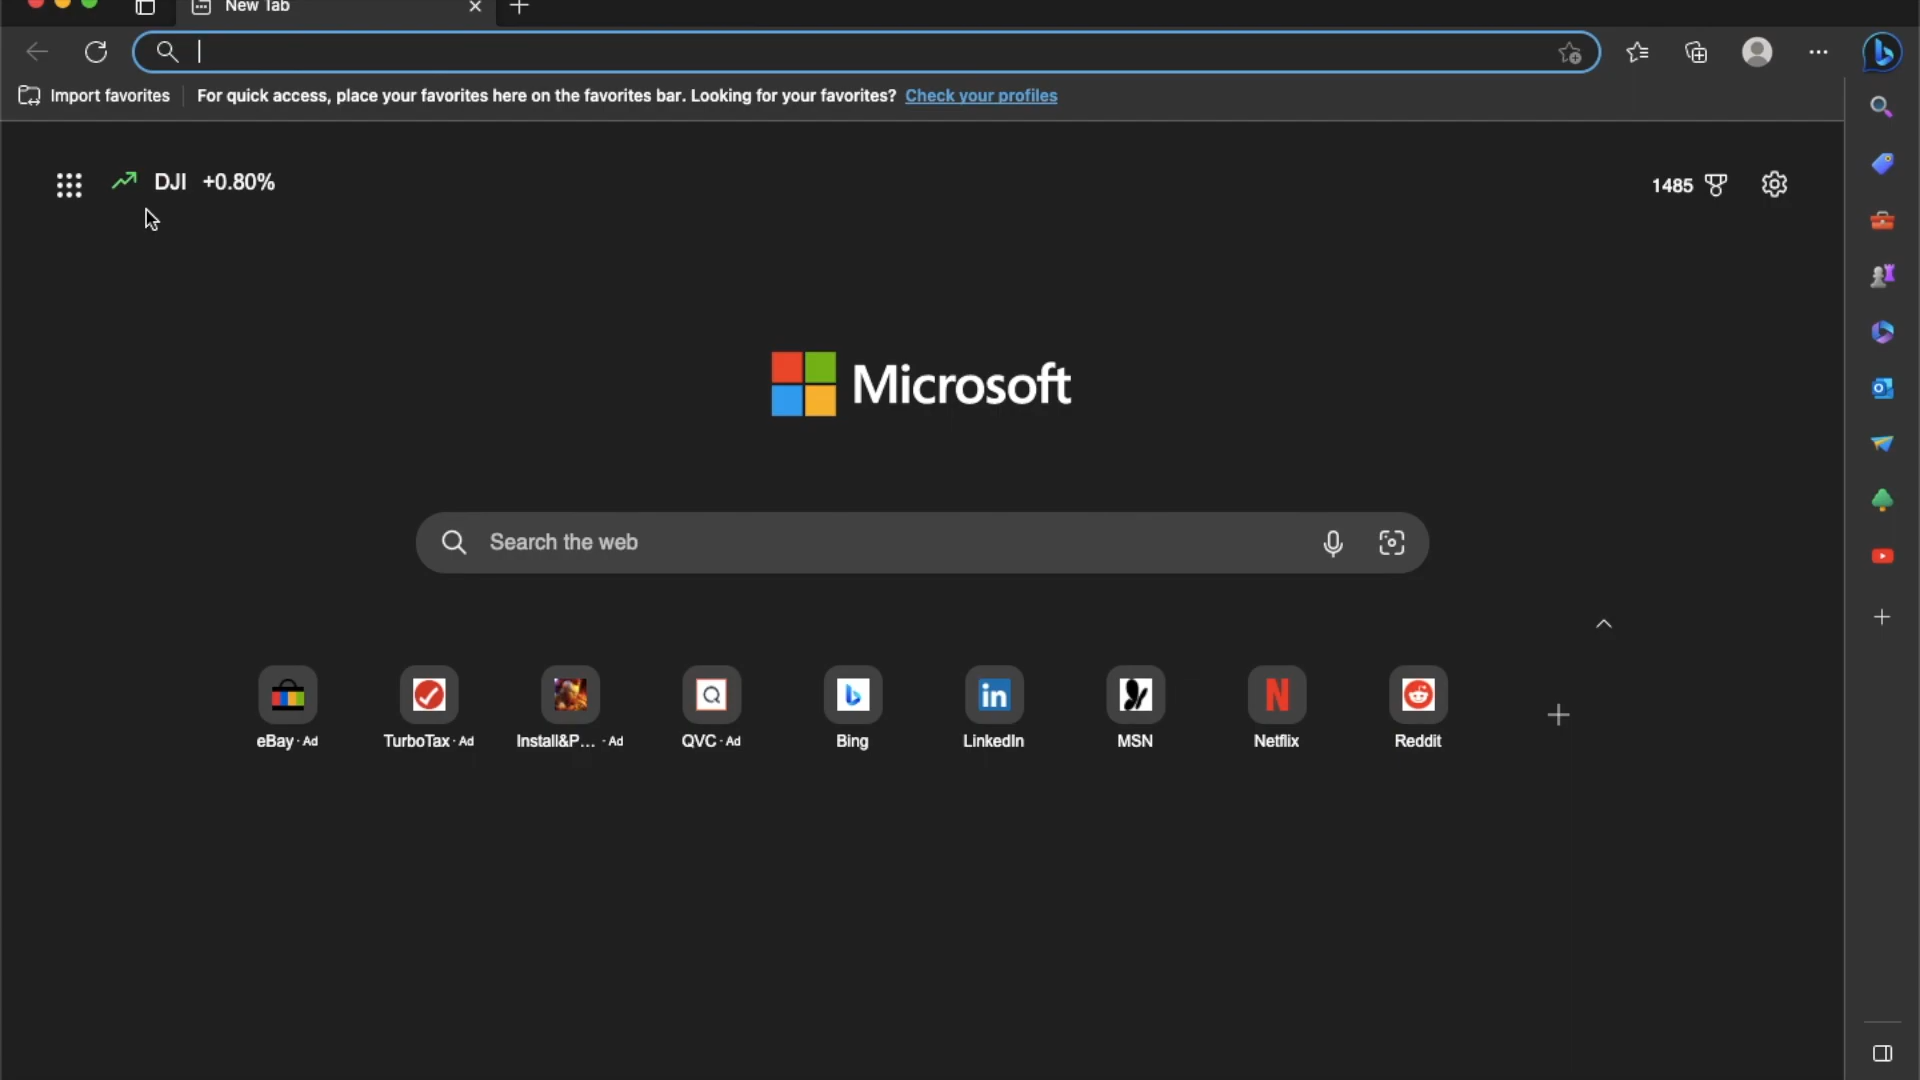 New Tab
Import favorites For quick access, place your favorites here on the favorites bar. Looking for your favorites? Check your profiles
DJI +0.80%
1485
Microsoft
Search the web
eBay · Ad
TurboTax · Ad
Install&P... · Ad
QVC · Ad
Bing
LinkedIn
MSN
Netflix
Reddit